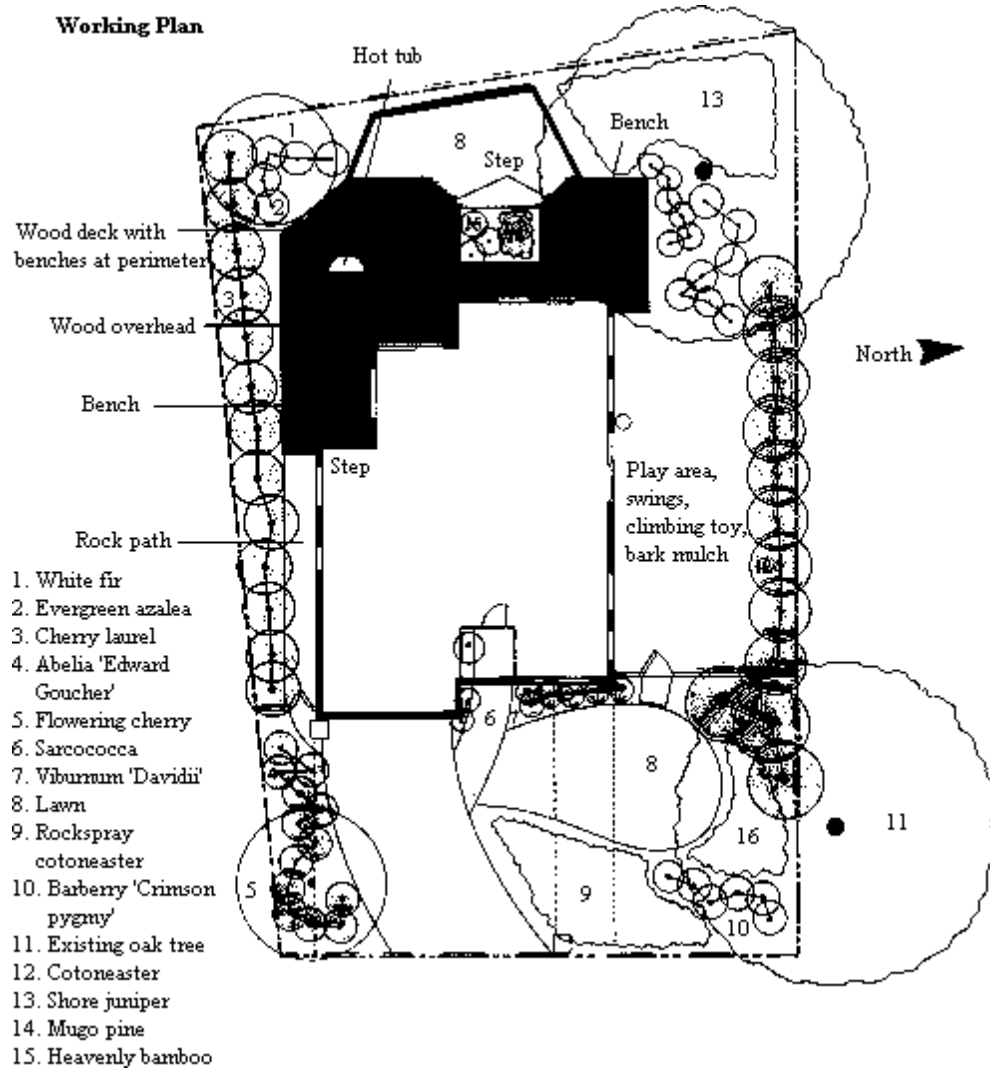 Working Plan
Hot tub
13
1
Bench
8
Step
2
Wood deck with
benches at perimeter
3
Wood overhead
North
Bench
Step
Play area,
swings,
climbing toy,
bark mulch
Rock path
1. White fir
2. Evergreen azalea
3. Cherry laurel
4. Abelia 'Edward
Goucher'
5. Flowering cherry
6. Sarcococca
7. Viburnum 'Davidii'
8. Lawn
9. Rockspray
cotoneaster
10. Barberry 'Crimson
pygmy'
11. Existing oak tree
12. Cotoneaster
13. Shore juniper
14. Mugo pine
15. Heavenly bamboo
6
8
16
11
5
9
10